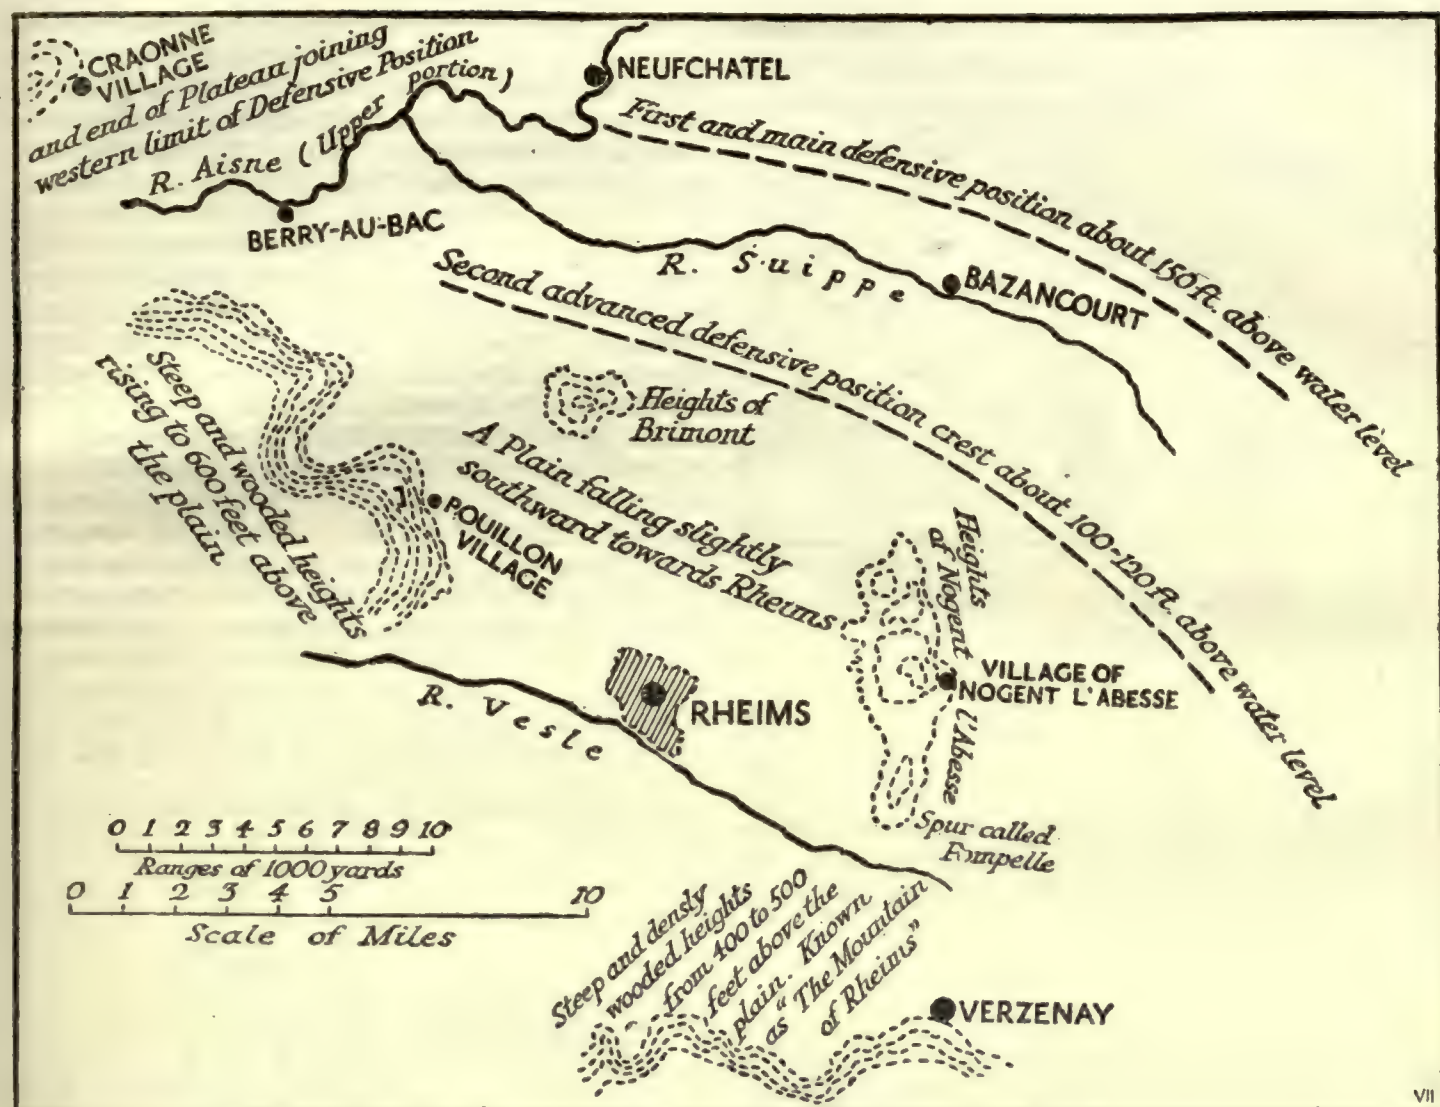 CRAONNE
VILLAGE
and end of Plateau joining
western limit of Defensive Position
R. Aisne (Upper portion)
NEUFCHATEL
First and main defensive position about 150 ft. above water level
BERRY-AU-BAC
R. Suippe
BAZANCOURT
Second advanced defensive position crest about 100-120 ft. above water level
Steep and wooded heights
rising to 600 feet above
the plain
Heights of
Brimont
A Plain falling slightly
southward towards Rheims
POUILLON
VILLAGE
Heights
of Nogent
l'Abesse
VILLAGE OF
NOGENT L'ABESSE
RHEIMS
R. Vesle
Spur called
Pompelle
0 1 2 3 4 5 6 7 8 9 10
Ranges of 1000 yards
0 1 2 3 4 5 10
Scale of Miles
Steep and densly
wooded heights
from 400 to 500
feet above the
plain. Known
as "The Mountain
of Rheims"
VERZENAY
VII